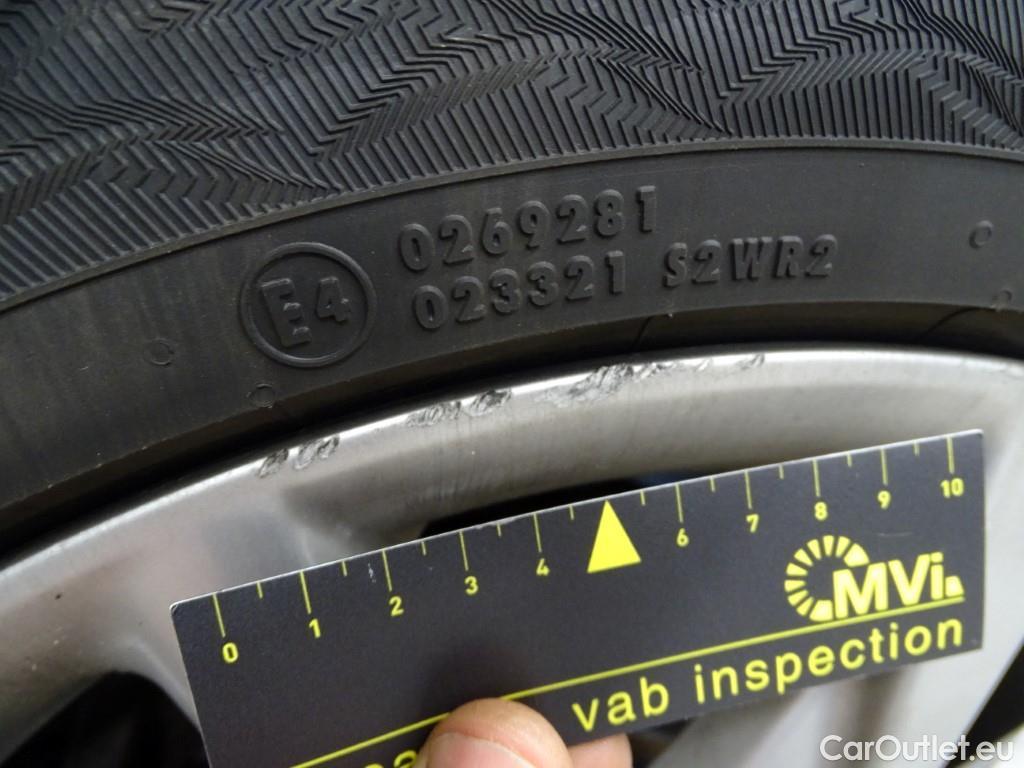 0269281
E4
023321 S2WR2
0 1 2 3 4 6 7 8 9 10
MVi
vab inspection
CarOutlet.eu